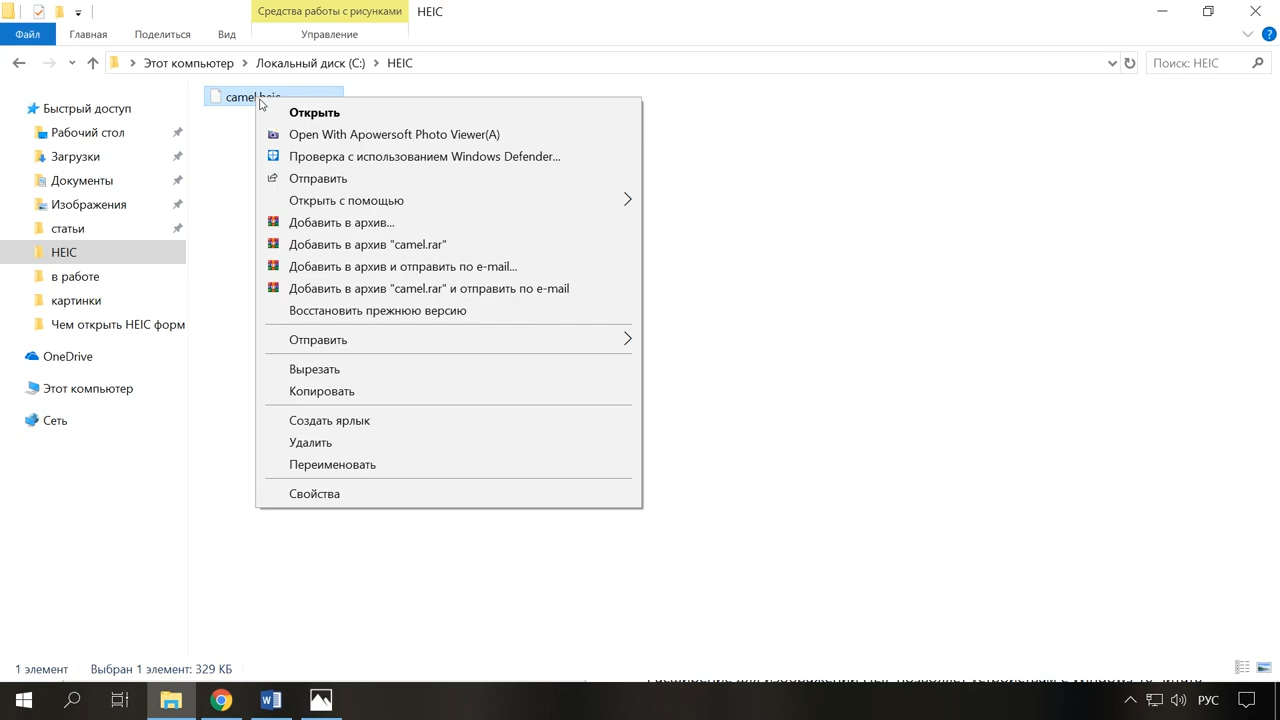 Средства работы с рисунками
HEIC
Файл
Главная
Поделиться
Вид
Управление
?
Этот компьютер > Локальный диск (C:) > HEIC
Поиск: HEIC
Быстрый доступ
Рабочий стол
Загрузки
Документы
Изображения
статьи
HEIC
в работе
картинки
Чем открыть HEIC форм
OneDrive
Этот компьютер
Сеть
camel.heic
Открыть
Open With Apowersoft Photo Viewer(A)
Проверка с использованием Windows Defender...
Отправить
Открыть с помощью
Добавить в архив...
Добавить в архив "camel.rar"
Добавить в архив и отправить по e-mail...
Добавить в архив "camel.rar" и отправить по e-mail
Восстановить прежнюю версию
Отправить
Вырезать
Копировать
Создать ярлык
Удалить
Переименовать
Свойства
1 элемент
Выбран 1 элемент: 329 КБ
РУС